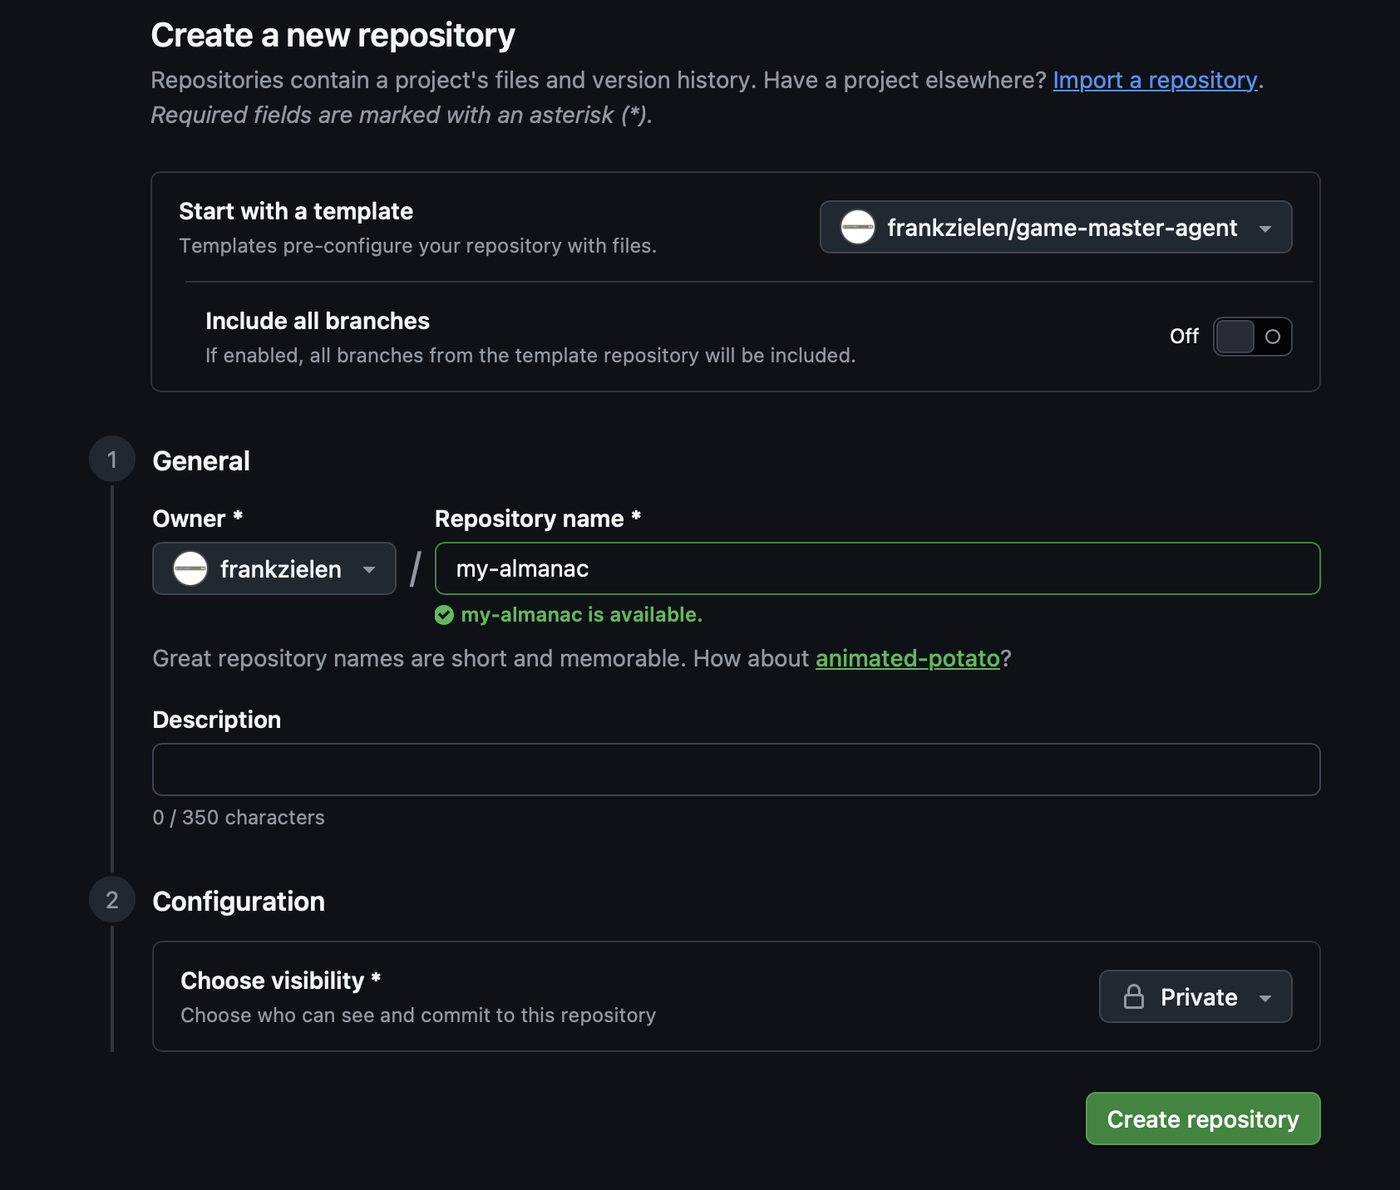 Create a new repository
Repositories contain a project's files and version history. Have a project elsewhere? Import a repository.
Required fields are marked with an asterisk (*).
Start with a template
Templates pre-configure your repository with files.
frankzielen/game-master-agent
Include all branches
If enabled, all branches from the template repository will be included.
Off
1
General
Owner *
Repository name *
frankzielen
/
my-almanac
my-almanac is available.
Great repository names are short and memorable. How about animated-potato?
Description
0 / 350 characters
2
Configuration
Choose visibility *
Choose who can see and commit to this repository
Private
Create repository